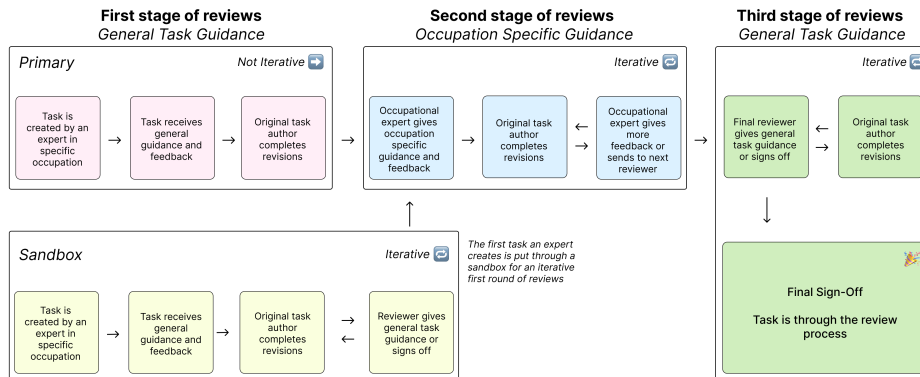 First stage of reviews
General Task Guidance
Second stage of reviews
Occupation Specific Guidance
Third stage of reviews
General Task Guidance
Primary
Not Iterative
Task is
created by an
expert in
specific
occupation
Task receives
general
guidance and
feedback
Original task
author
completes
revisions
Iterative
Occupational
expert gives
occupation
specific
guidance and
feedback
Original task
author
completes
revisions
Occupational
expert gives
more
feedback or
sends to next
reviewer
Iterative
Final reviewer
gives general
task guidance
or signs off
Original task
author
completes
revisions
Sandbox
Iterative
The first task an expert
creates is put through a
sandbox for an iterative
first round of reviews
Task is
created by an
expert in
specific
occupation
Task receives
general
guidance and
feedback
Original task
author
completes
revisions
Reviewer gives
general task
guidance or
signs off
Final Sign-Off
Task is through the review
process